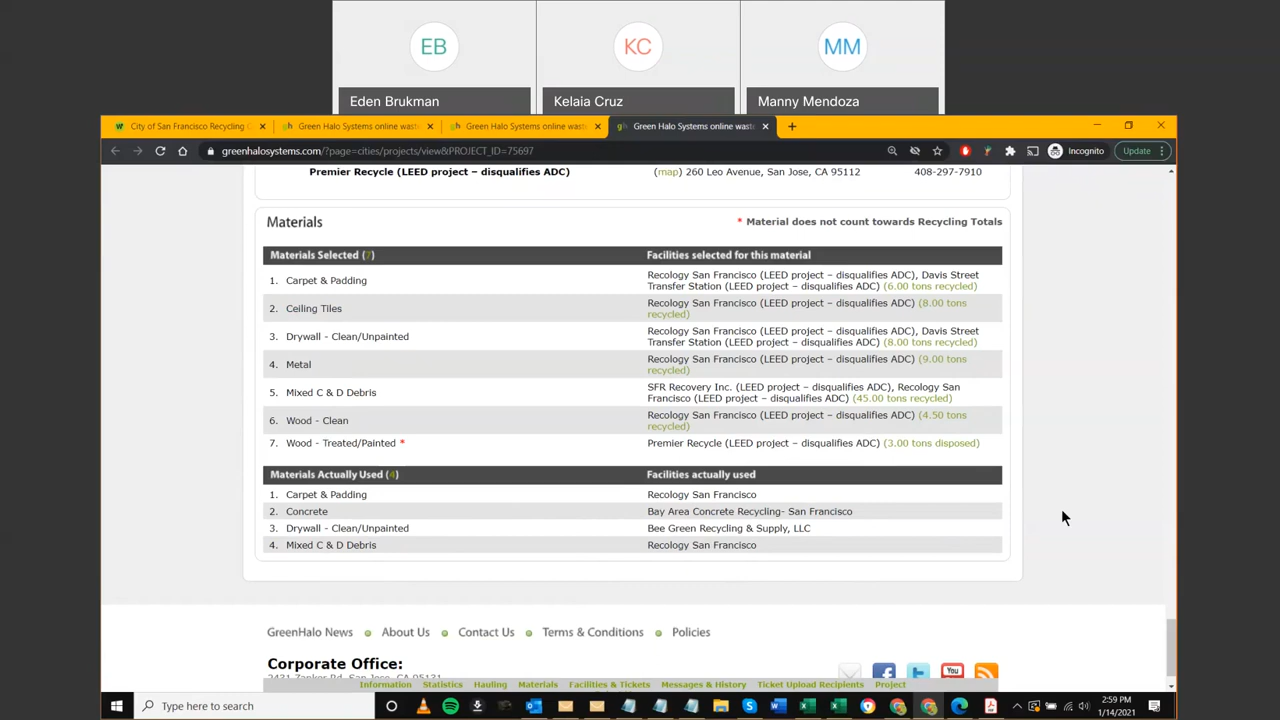 EB
KC
MM
Eden Brukman
Kelaia Cruz
Manny Mendoza
City of San Francisco Recycling
Green Halo Systems online wast
Green Halo Systems online wast
Green Halo Systems online wast
greenhalosystems.com/?page=cities/projects/view&PROJECT_ID=75697
Incognito
Update
Premier Recycle (LEED project – disqualifies ADC)
(map) 260 Leo Avenue, San Jose, CA 95112
408-297-7910
Materials
* Material does not count towards Recycling Totals
Materials Selected (7)
Facilities selected for this material
1. Carpet & Padding
Recology San Francisco (LEED project – disqualifies ADC), Davis Street
Transfer Station (LEED project – disqualifies ADC) (6.00 tons recycled)
2. Ceiling Tiles
Recology San Francisco (LEED project – disqualifies ADC) (8.00 tons
recycled)
3. Drywall - Clean/Unpainted
Recology San Francisco (LEED project – disqualifies ADC), Davis Street
Transfer Station (LEED project – disqualifies ADC) (8.00 tons recycled)
4. Metal
Recology San Francisco (LEED project – disqualifies ADC) (9.00 tons
recycled)
5. Mixed C & D Debris
SFR Recovery Inc. (LEED project – disqualifies ADC), Recology San
Francisco (LEED project – disqualifies ADC) (45.00 tons recycled)
6. Wood - Clean
Recology San Francisco (LEED project – disqualifies ADC) (4.50 tons
recycled)
7. Wood - Treated/Painted *
Premier Recycle (LEED project – disqualifies ADC) (3.00 tons disposed)
Materials Actually Used (4)
Facilities actually used
1. Carpet & Padding
Recology San Francisco
2. Concrete
Bay Area Concrete Recycling- San Francisco
3. Drywall - Clean/Unpainted
Bee Green Recycling & Supply, LLC
4. Mixed C & D Debris
Recology San Francisco
GreenHalo News
About Us
Contact Us
Terms & Conditions
Policies
Corporate Office:
2431 Zanker Rd, San Jose, CA 95131
You
Information
Statistics
Hauling
Materials
Facilities & Tickets
Messages & History
Ticket Upload Recipients
Project
Type here to search
2:59 PM
1/14/2021